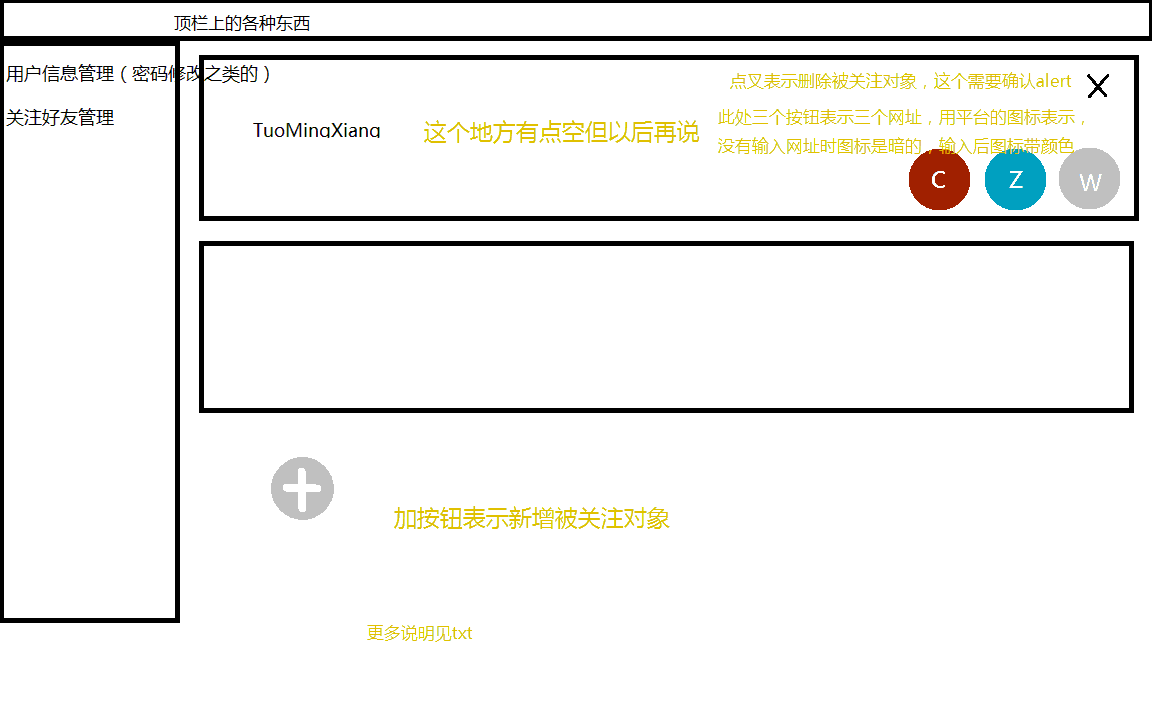 顶栏上的各种东西
用户信息管理（密码修改之类的）
关注好友管理
点叉表示删除被关注对象，这个需要确认alert
TuoMingXiang
这个地方有点空但以后再说
此处三个按钮表示三个网址，用平台的图标表示，
没有输入网址时图标是暗的，输入后图标带颜色
C
Z
W
加按钮表示新增被关注对象
更多说明见txt